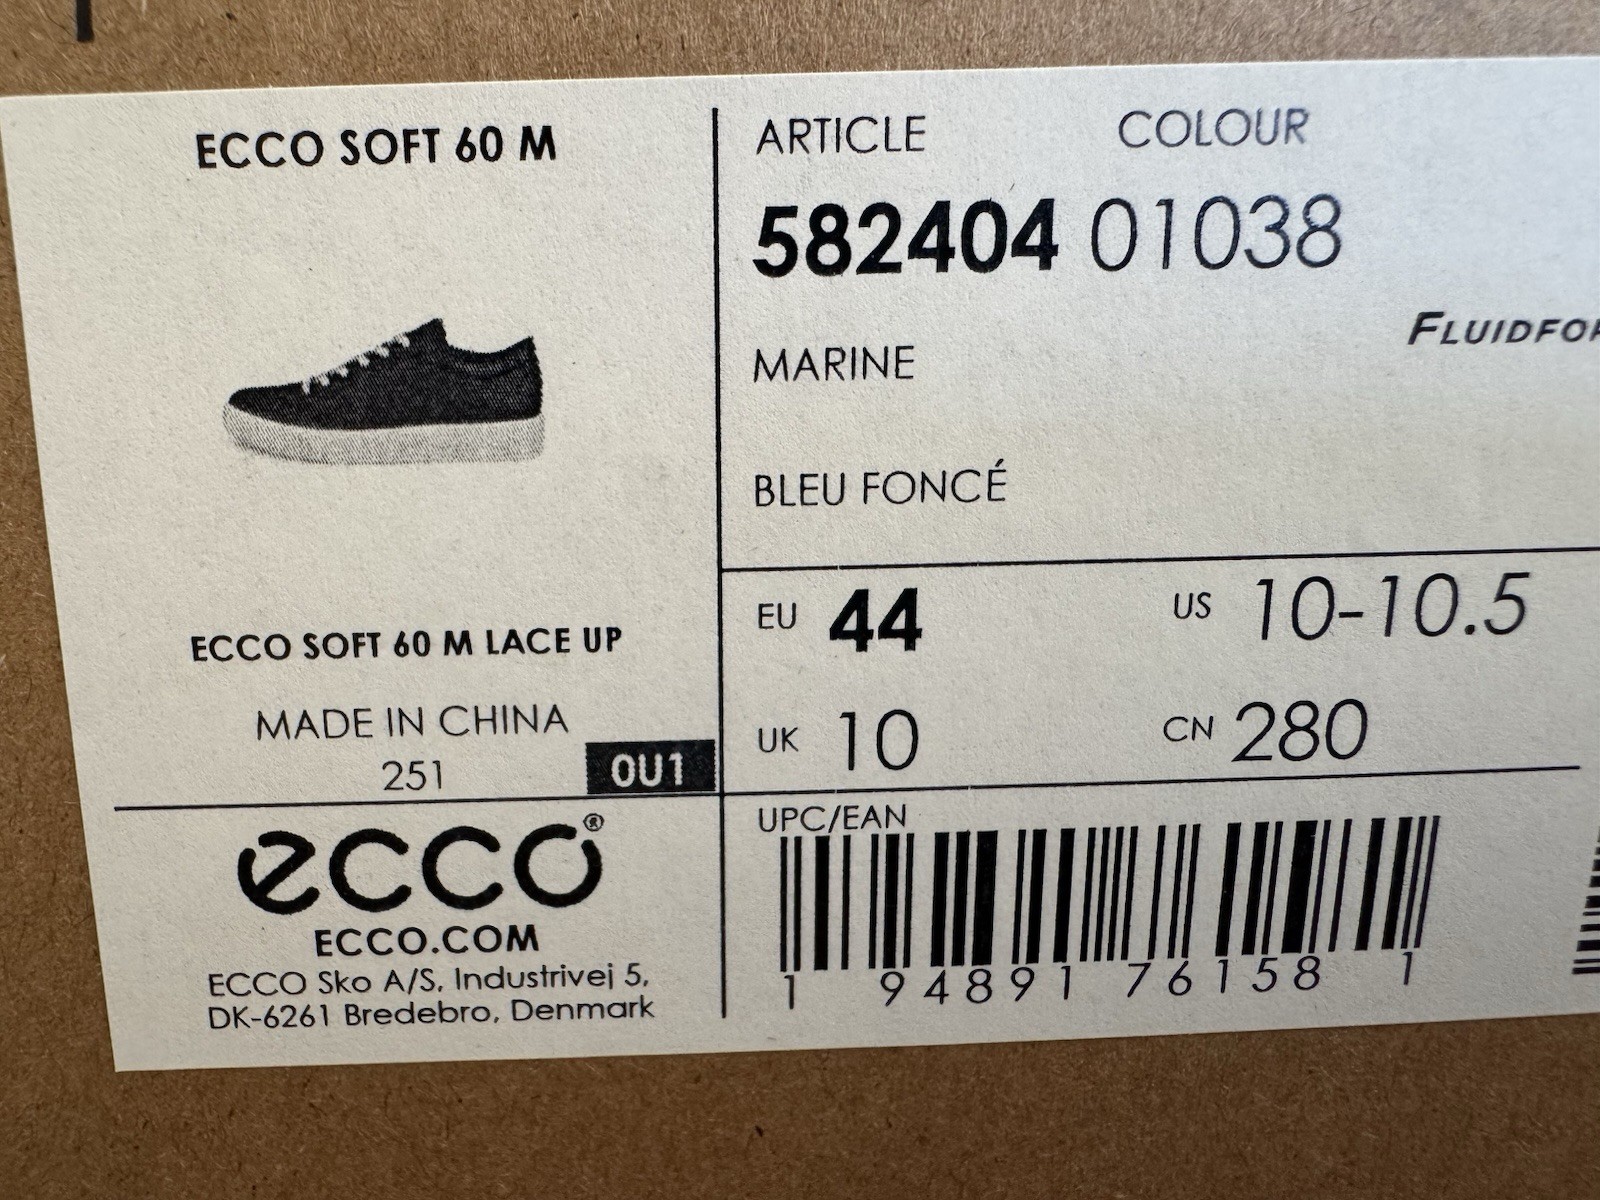 ECCO SOFT 60 M
ECCO SOFT 60 M LACE UP
MADE IN CHINA
251
0U1
ecco®
ECCO.COM
ECCO Sko A/S, Industrivej 5,
DK-6261 Bredebro, Denmark
ARTICLE COLOUR
582404 01038
FLUIDFOR
MARINE
BLEU FONCÉ
EU 44 US 10-10.5
UK 10 CN 280
UPC/EAN
1 94891 76158 1